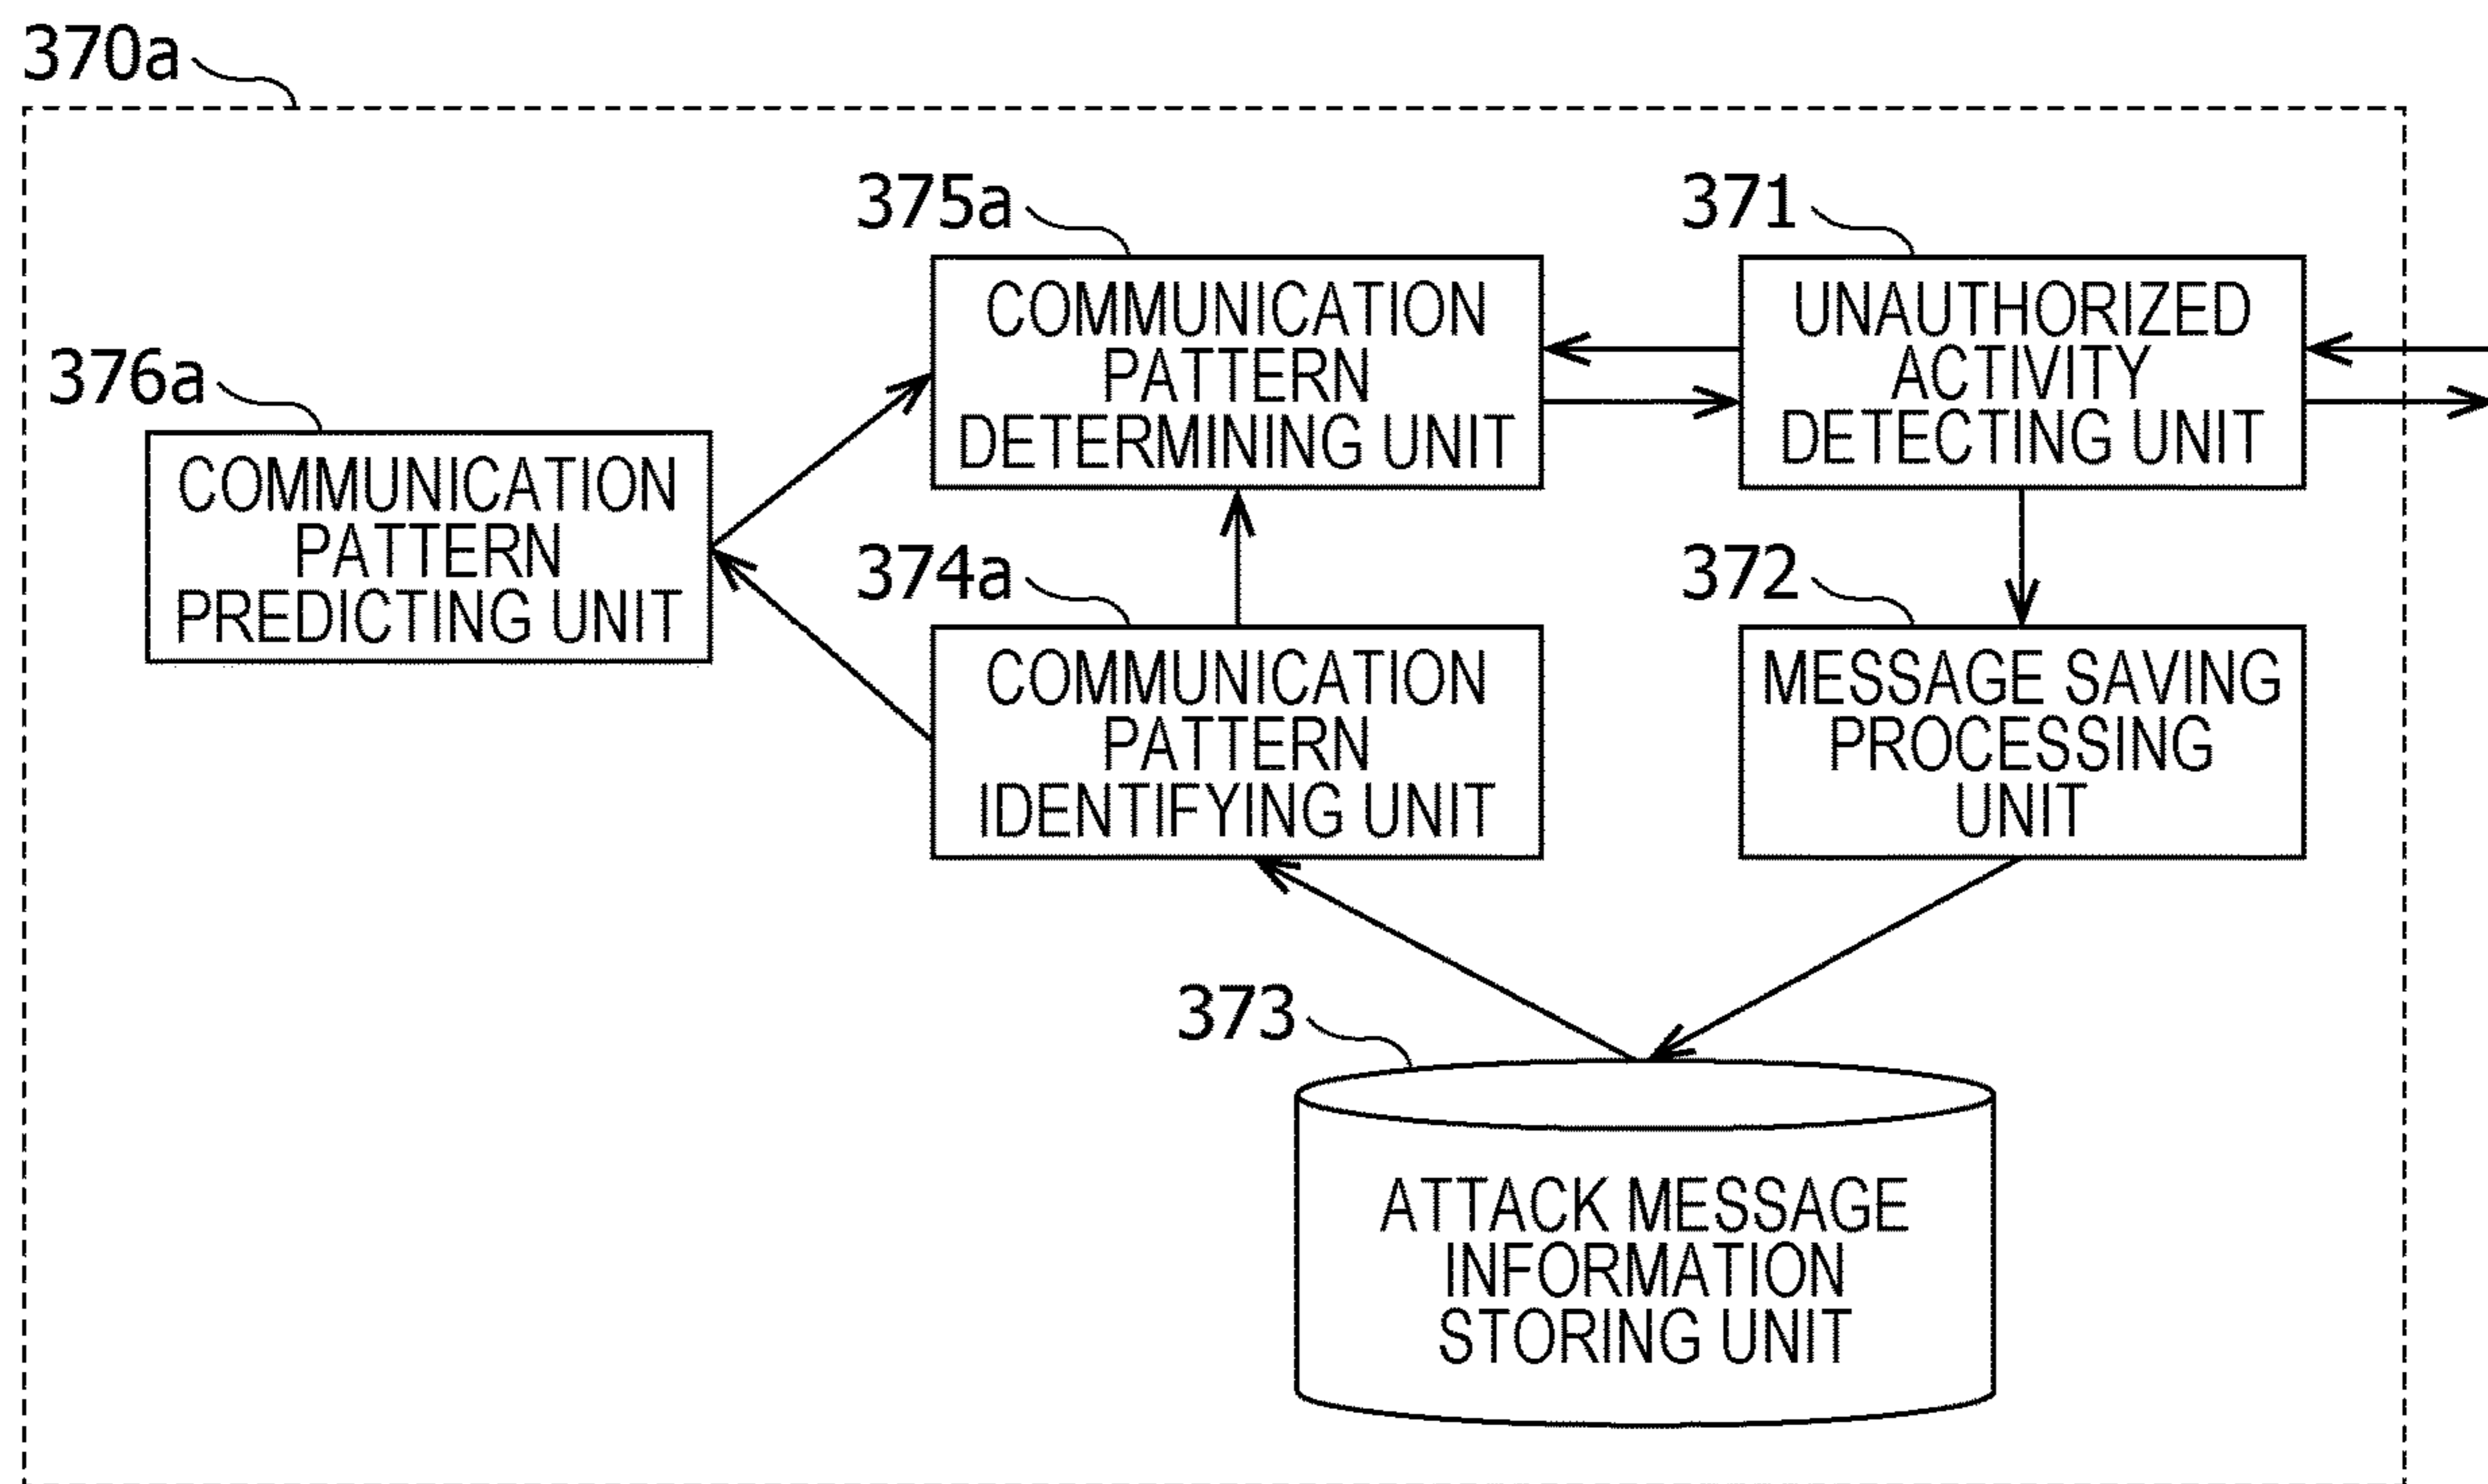 370a
375a
COMMUNICATION
PATTERN
DETERMINING UNIT
371
UNAUTHORIZED
ACTIVITY
DETECTING UNIT
376a
COMMUNICATION
PATTERN
PREDICTING UNIT
374a
COMMUNICATION
PATTERN
IDENTIFYING UNIT
372
MESSAGE SAVING
PROCESSING
UNIT
373
ATTACK MESSAGE
INFORMATION
STORING UNIT